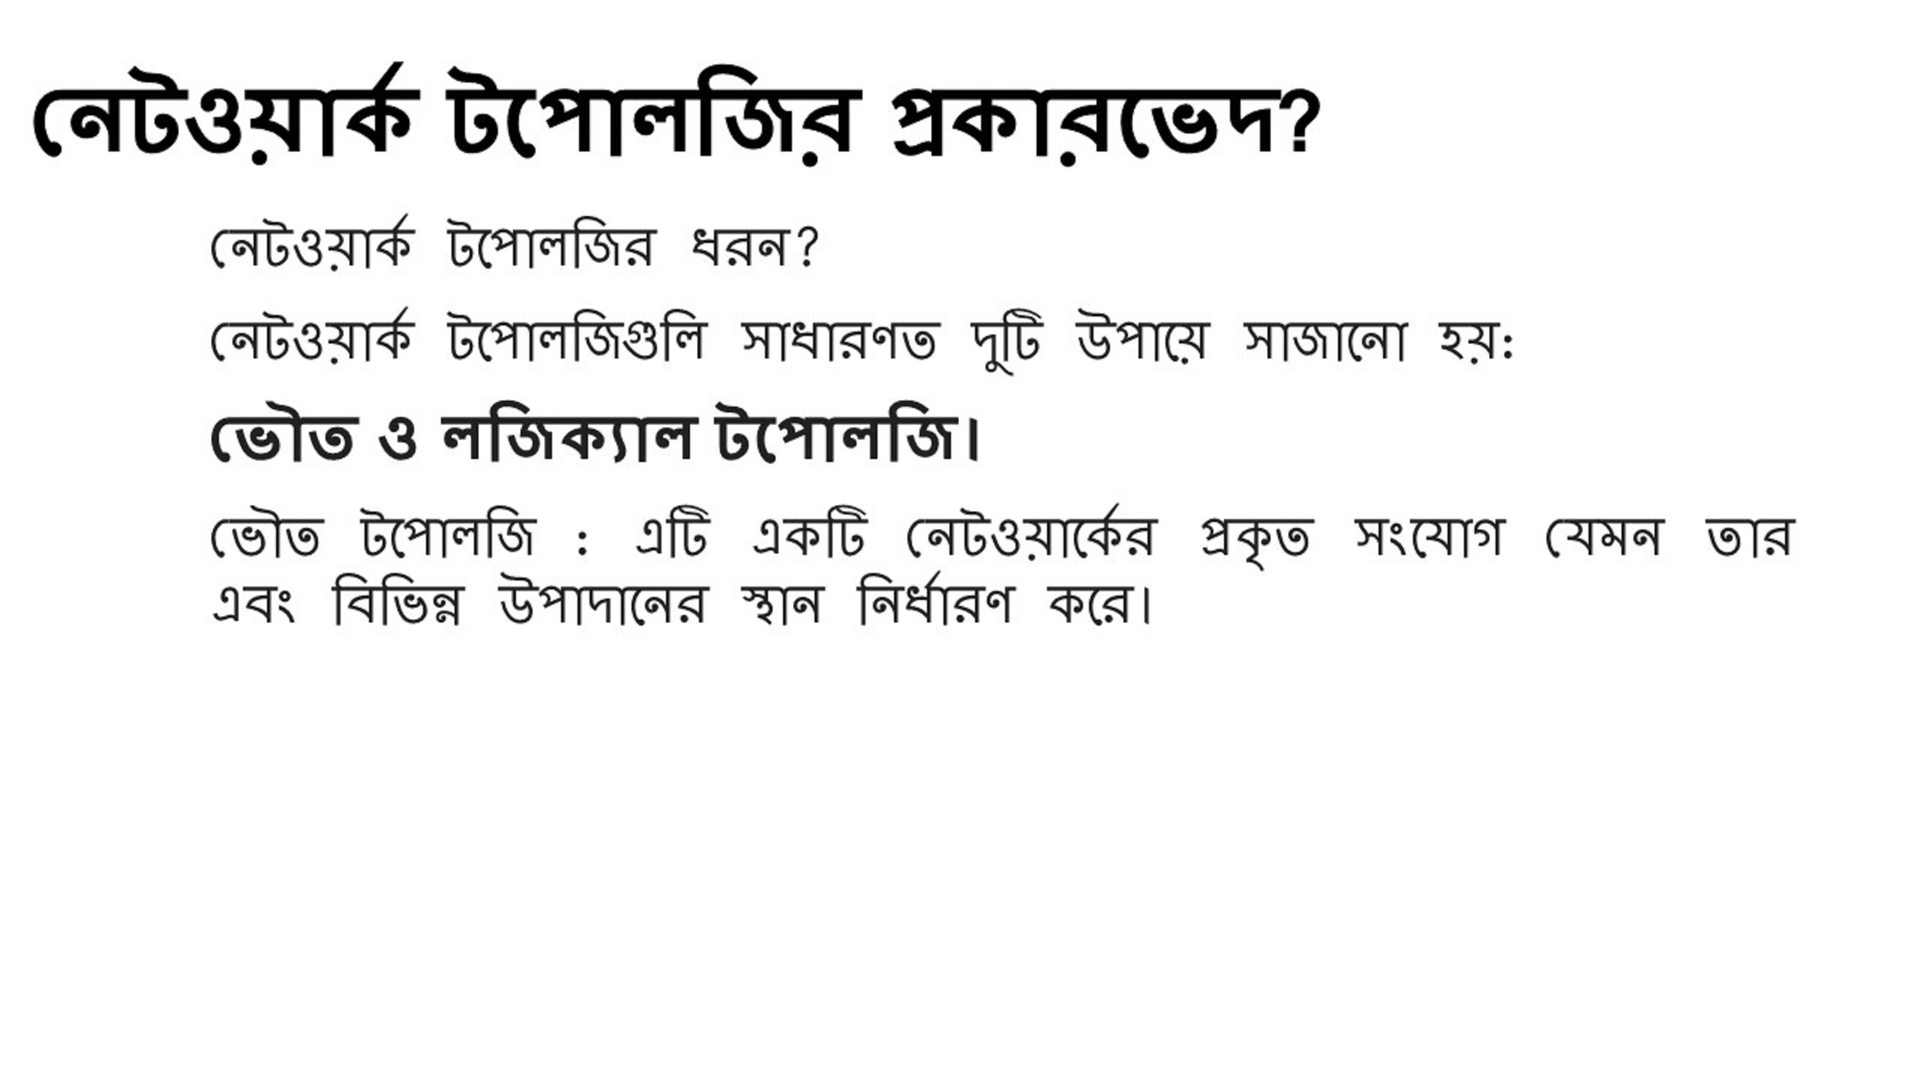 নেটওয়ার্ক টপোলজির প্রকারভেদ?
নেটওয়ার্ক টপোলজির ধরন?
নেটওয়ার্ক টপোলজিগুলি সাধারণত দুটি উপায়ে সাজানো হয়:
ভৌত ও লজিক্যাল টপোলজি।
ভৌত টপোলজি : এটি একটি নেটওয়ার্কের প্রকৃত সংযোগ যেমন তার
এবং বিভিন্ন উপাদানের স্থান নির্ধারণ করে।